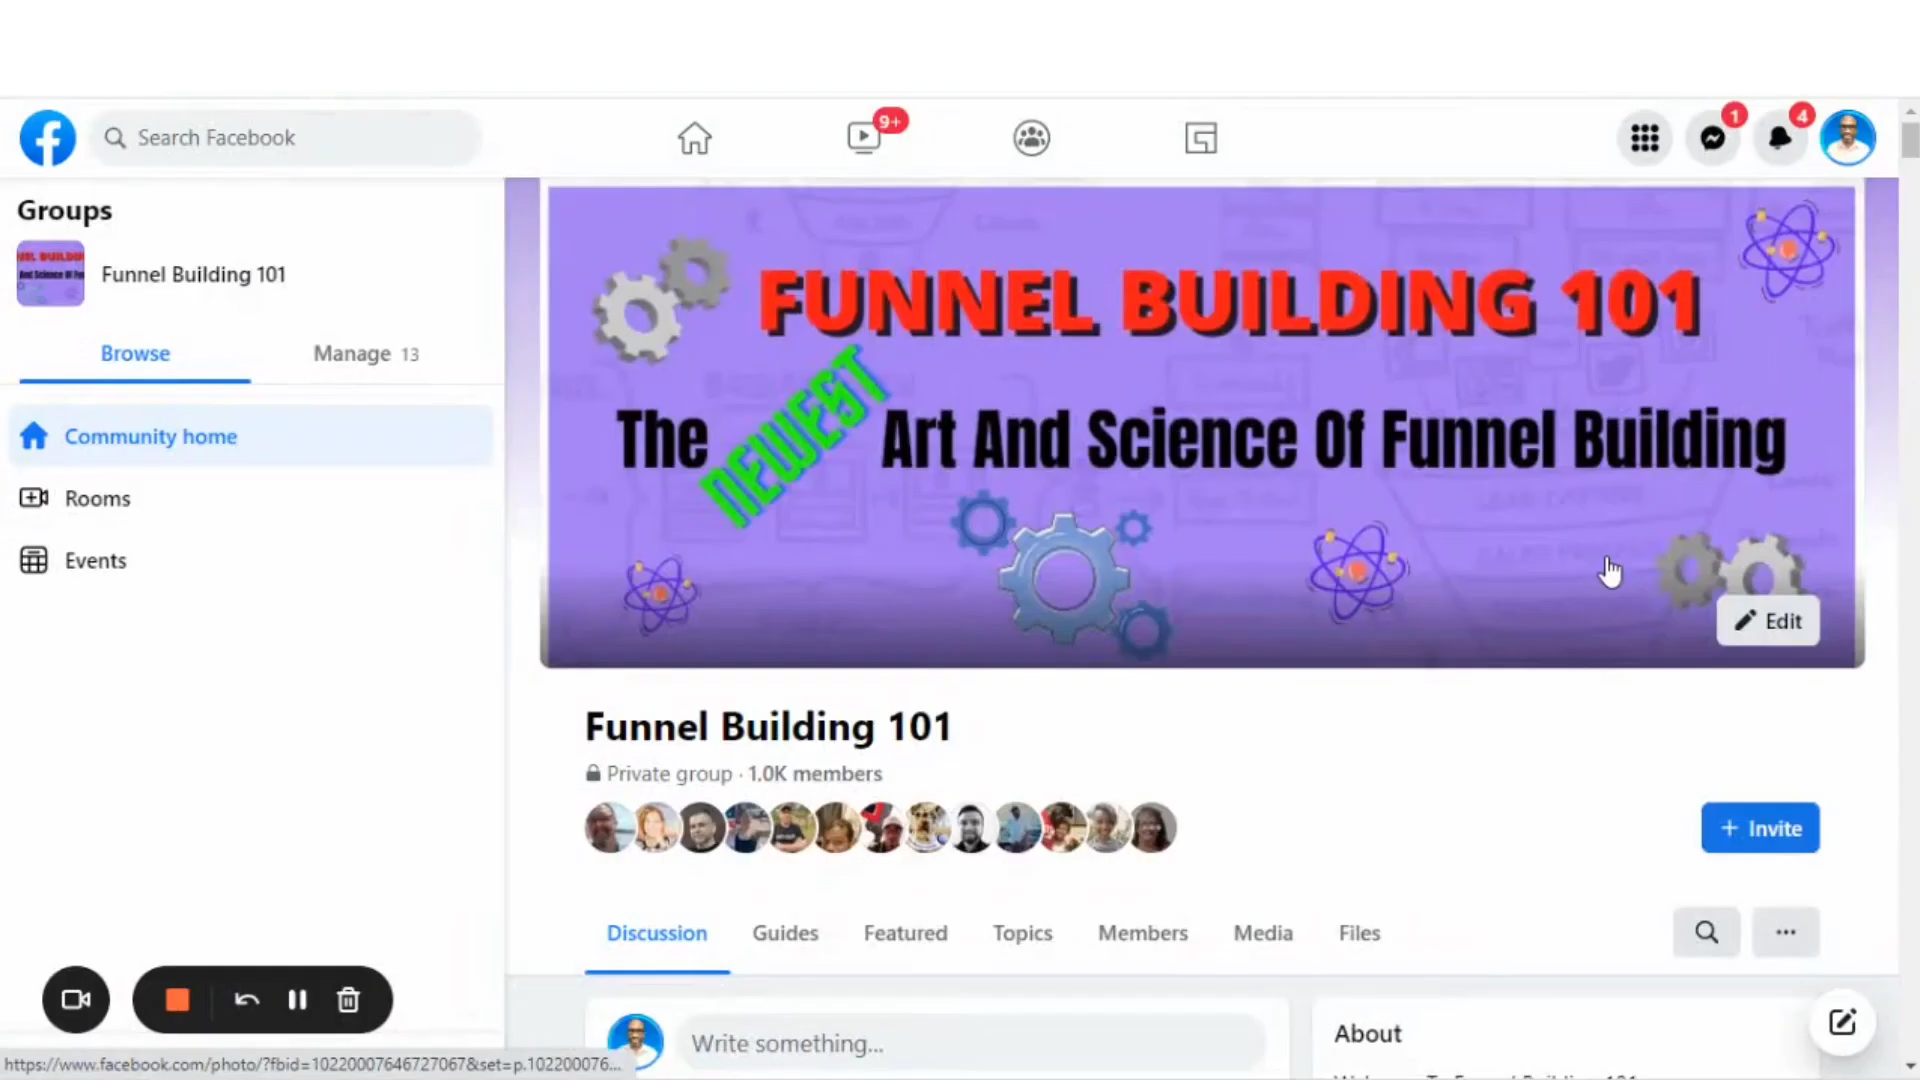 Search Facebook
9+
1
4
Groups
Funnel Building 101
Browse
Manage 13
Community home
Rooms
Events
FUNNEL BUILDING 101
The NEWEST Art And Science Of Funnel Building
Edit
Funnel Building 101
Private group · 1.0K members
+ Invite
Discussion
Guides
Featured
Topics
Members
Media
Files
Write something...
About
https://www.facebook.com/photo/?fbid=10220007646727067&set=p.102200076...